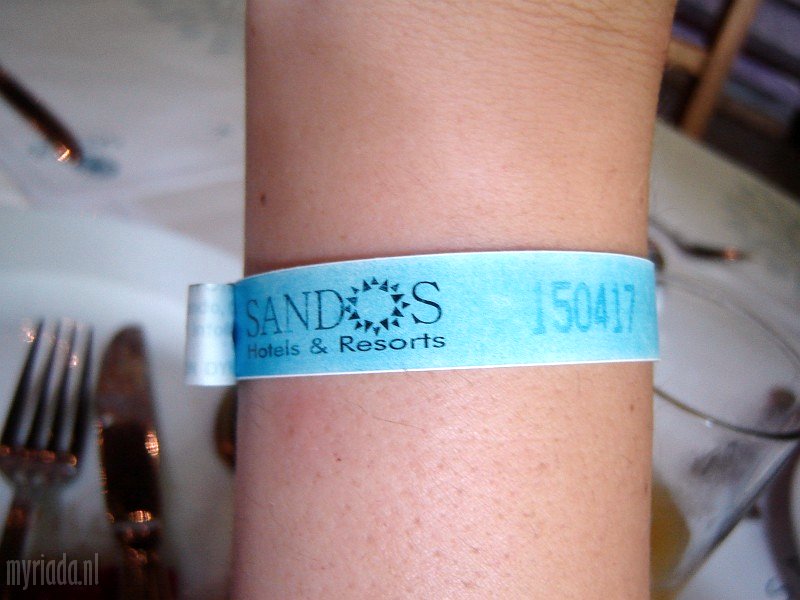 SANDOS
Hotels & Resorts
150417
myriada.nl